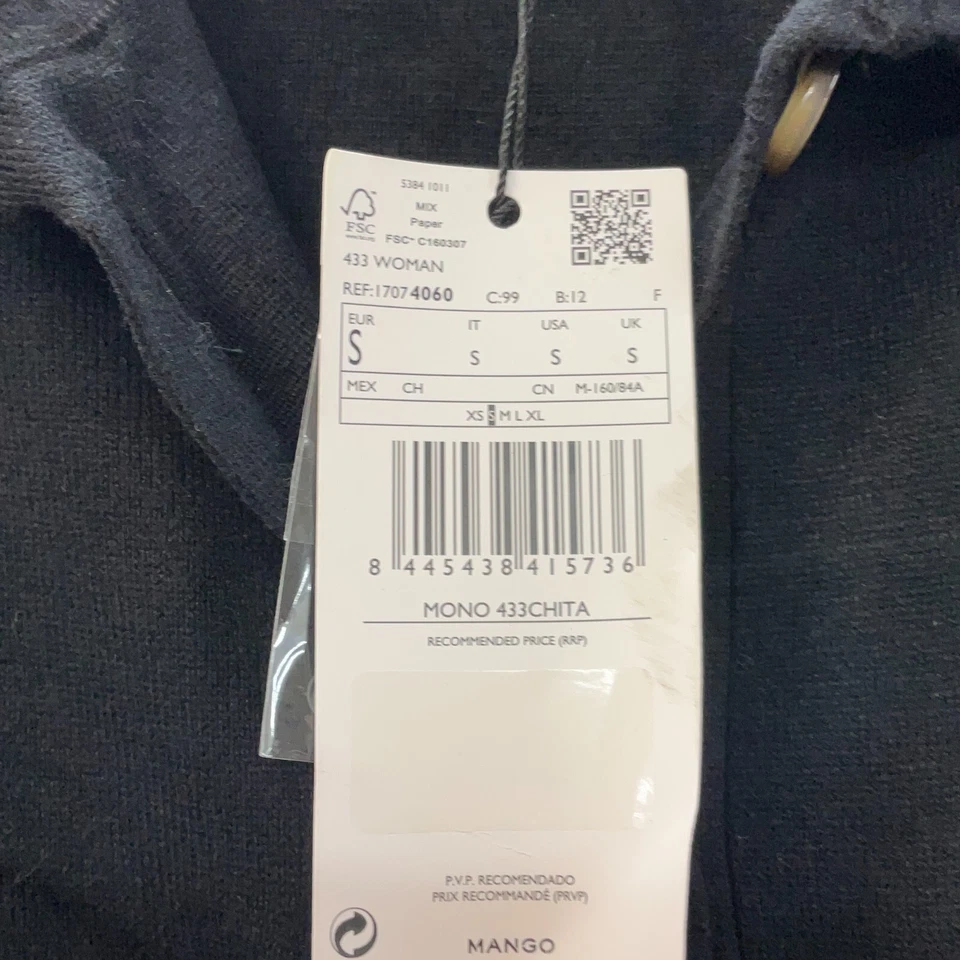 5384 1011
MIX
Paper
FSC
FSC® C160307
433 WOMAN
REF:17074060 C:99 B:12 F
EUR IT USA UK
S S S S
MEX CH CN M-160/84A
XS S M L XL
8 445438 415736
MONO 433CHITA
RECOMMENDED PRICE (RRP)
P.V.P. RECOMENDADO
PRIX RECOMMANDÉ (PRVP)
MANGO